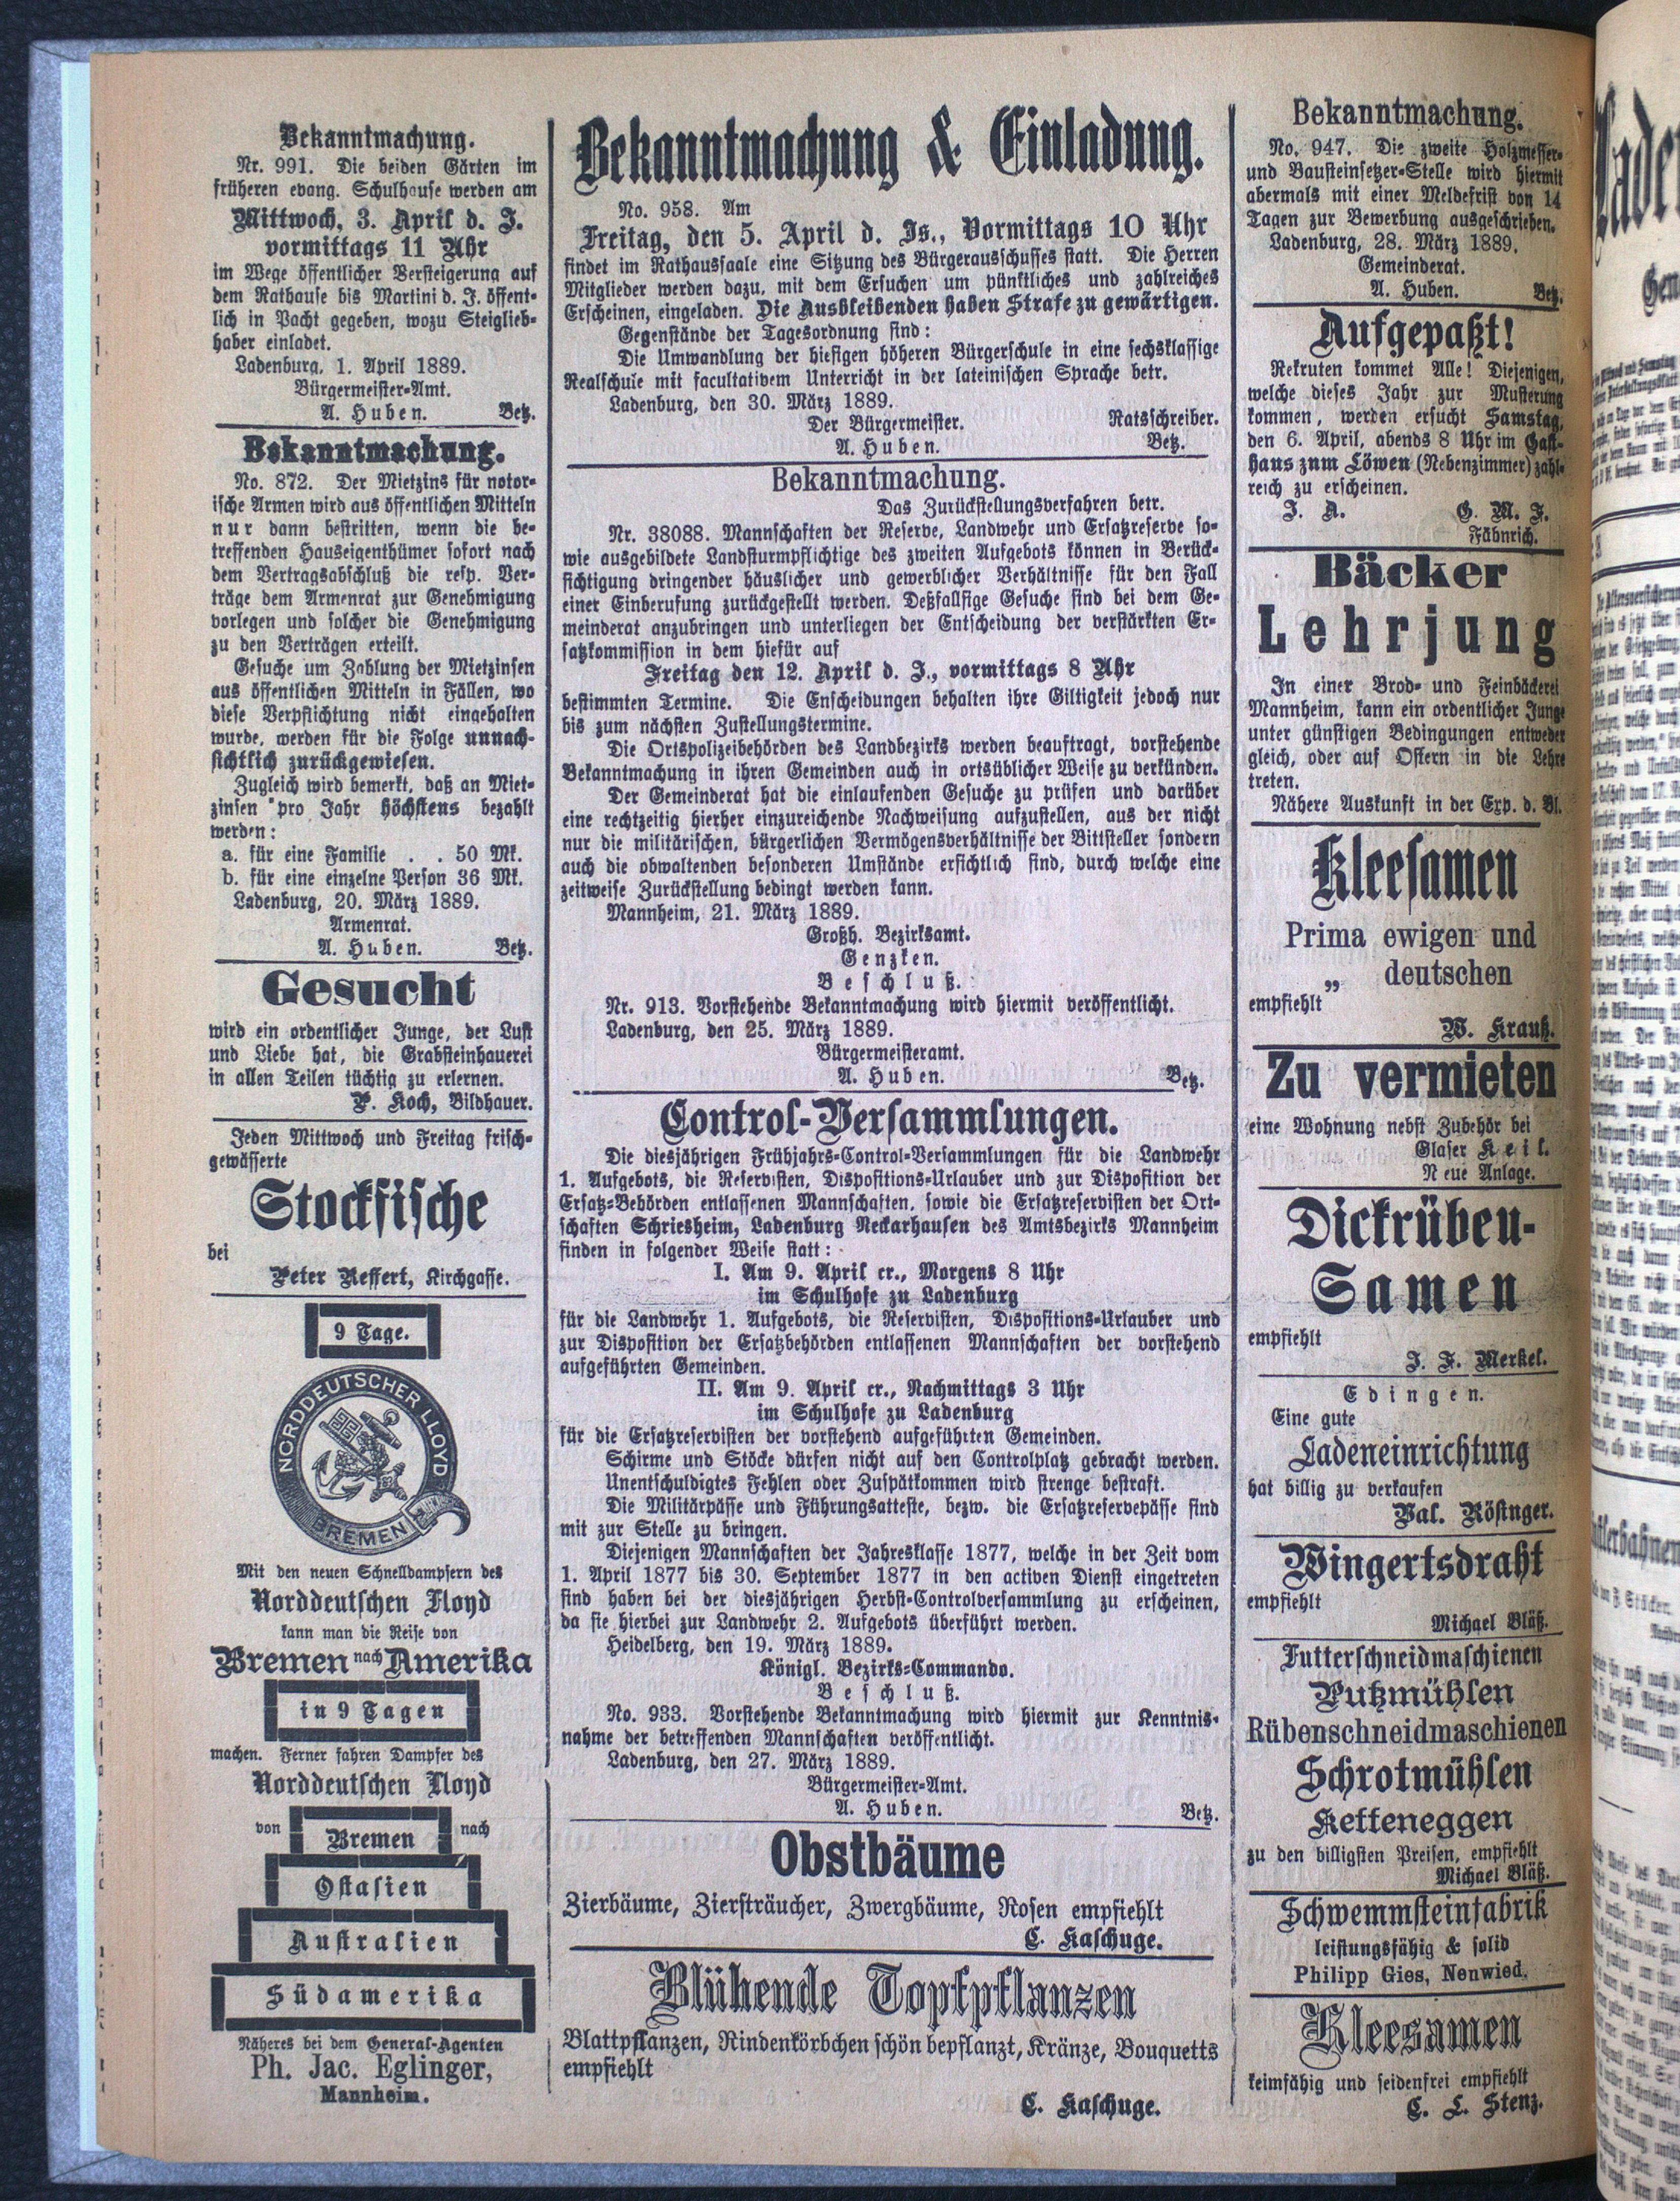 Bekanntmachung.
Nr. 991. Die beiden Gärten im
früheren evang. Schulhause werden am
Mittwoch, 3. April d. J.
vormittags 11 Uhr
im Wege öffentlicher Versteigerung auf
dem Rathause bis Martini d. J. öffent-
lich in Pacht gegeben, wozu Steiglieb-
haber einladet.
Ladenburg, 1. April 1889.
Bürgermeister-Amt.
A. Huben. Betz.
Bekanntmachung.
No. 872. Der Mietzins für notor-
ische Armen wird aus öffentlichen Mitteln
nur dann bestritten, wenn die be-
treffenden Hauseigenthümer sofort nach
dem Vertragsabschluß die resp. Ver-
träge dem Armenrat zur Genehmigung
vorlegen und solcher die Genehmigung
zu den Verträgen erteilt.
Gesuche um Zahlung der Mietzinsen
aus öffentlichen Mitteln in Fällen, wo
diese Verpflichtung nicht eingehalten
wurde, werden für die Folge unnach-
sichtlich zurückgewiesen.
Zugleich wird bemerkt, daß an Miet-
zinsen pro Jahr höchstens bezahlt
werden:
a. für eine Familie . . 50 Mk.
b. für eine einzelne Person 36 Mk.
Ladenburg, 20. März 1889.
Armenrat.
A. Huben. Betz.
Gesucht
wird ein ordentlicher Junge, der Lust
und Liebe hat, die Grabsteinhauerei
in allen Teilen tüchtig zu erlernen.
P. Koch, Bildhauer.
Jeden Mittwoch und Freitag frisch-
gewässerte
Stockfische
bei
Peter Reffert, Kirchgasse.
9 Tage.
NORDDEUTSCHER LLOYD
BREMEN
Mit den neuen Schnelldampfern des
Norddeutschen Lloyd
kann man die Reise von
Bremen nach Amerika
in 9 Tagen
machen. Ferner fahren Dampfer des
Norddeutschen Lloyd
von Bremen nach
Ostasien
Australien
Südamerika
Näheres bei dem General-Agenten
Ph. Jac. Eglinger,
Mannheim.
Bekanntmachung & Einladung.
No. 958. Am
Freitag, den 5. April d. Js., Vormittags 10 Uhr
findet im Rathaussaale eine Sitzung des Bürgerausschusses statt. Die Herren
Mitglieder werden dazu, mit dem Ersuchen um pünktliches und zahlreiches
Erscheinen, eingeladen. Die Ausbleibenden haben Strafe zu gewärtigen.
Gegenstände der Tagesordnung sind:
Die Umwandlung der hiesigen höheren Bürgerschule in eine sechsklassige
Realschule mit facultativem Unterricht in der lateinischen Sprache betr.
Ladenburg, den 30. März 1889.
Der Bürgermeister. Ratsschreiber.
A. Huben. Betz.
Bekanntmachung.
Das Zurückstellungsverfahren betr.
Nr. 38088. Mannschaften der Reserve, Landwehr und Ersatzreserve so-
wie ausgebildete Landsturmpflichtige des zweiten Aufgebots können in Berück-
sichtigung dringender häuslicher und gewerblicher Verhältnisse für den Fall
einer Einberufung zurückgestellt werden. Deßfallsige Gesuche sind bei dem Ge-
meinderat anzubringen und unterliegen der Entscheidung der verstärkten Er-
satzkommission in dem hiefür auf
Freitag den 12. April d. J., vormittags 8 Uhr
bestimmten Termine. Die Enscheidungen behalten ihre Giltigkeit jedoch nur
bis zum nächsten Zustellungstermine.
Die Ortspolizeibehörden des Landbezirks werden beauftragt, vorstehende
Bekanntmachung in ihren Gemeinden auch in ortsüblicher Weise zu verkünden.
Der Gemeinderat hat die einlaufenden Gesuche zu prüfen und darüber
eine rechtzeitig hierher einzureichende Nachweisung aufzustellen, aus der nicht
nur die militärischen, bürgerlichen Vermögensverhältnisse der Bittsteller sondern
auch die obwaltenden besonderen Umstände ersichtlich sind, durch welche eine
zeitweise Zurückstellung bedingt werden kann.
Mannheim, 21. März 1889.
Großh. Bezirksamt.
Genzken.
Beschluß.
Nr. 913. Vorstehende Bekanntmachung wird hiermit veröffentlicht.
Ladenburg, den 25. März 1889.
Bürgermeisteramt.
A. Huben. Betz.
Control-Versammlungen.
Die diesjährigen Frühjahrs-Control-Versammlungen für die Landwehr
1. Aufgebots, die Reservisten, Dispositions-Urlauber und zur Disposition der
Ersatz-Behörden entlassenen Mannschaften, sowie die Ersatzreservisten der Ort-
schaften Schriesheim, Ladenburg Neckarhausen des Amtsbezirks Mannheim
finden in folgender Weise statt:
I. Am 9. April cr., Morgens 8 Uhr
im Schulhofe zu Ladenburg
für die Landwehr 1. Aufgebots, die Reservisten, Dispositions-Urlauber und
zur Disposition der Ersatzbehörden entlassenen Mannschaften der vorstehend
aufgeführten Gemeinden.
II. Am 9. April cr., Nachmittags 3 Uhr
im Schulhofe zu Ladenburg
für die Ersatzreservisten der vorstehend aufgeführten Gemeinden.
Schirme und Stöcke dürfen nicht auf den Controlplatz gebracht werden.
Unentschuldigtes Fehlen oder Zuspätkommen wird strenge bestraft.
Die Militärpässe und Führungsatteste, bezw. die Ersatzreservepässe sind
mit zur Stelle zu bringen.
Diejenigen Mannschaften der Jahresklasse 1877, welche in der Zeit vom
1. April 1877 bis 30. September 1877 in den activen Dienst eingetreten
sind haben bei der diesjährigen Herbst-Controlversammlung zu erscheinen,
da sie hierbei zur Landwehr 2. Aufgebots überführt werden.
Heidelberg, den 19. März 1889.
Königl. Bezirks-Commando.
Beschluß.
No. 933. Vorstehende Bekanntmachung wird hiermit zur Kenntnis-
nahme der betreffenden Mannschaften veröffentlicht.
Ladenburg, den 27. März 1889.
Bürgermeister-Amt.
A. Huben. Betz.
Obstbäume
Zierbäume, Ziersträucher, Zwergbäume, Rosen empfiehlt
C. Kaschuge.
Blühende Topfpflanzen
Blattpflanzen, Rindenkörbchen schön bepflanzt, Kränze, Bouquetts
empfiehlt
C. Kaschuge.
Bekanntmachung.
No. 947. Die zweite Holzmesser-
und Bausteinsetzer-Stelle wird hiermit
abermals mit einer Meldefrist von 14
Tagen zur Bewerbung ausgeschrieben.
Ladenburg, 28. März 1889.
Gemeinderat.
A. Huben. Betz.
Aufgepaßt!
Rekruten kommet Alle! Diejenigen,
welche dieses Jahr zur Musterung
kommen, werden ersucht Samstag,
den 6. April, abends 8 Uhr im Gast-
haus zum Löwen (Nebenzimmer) zahl-
reich zu erscheinen.
J. A. G. M. F.
Fähnrich.
Bäcker
Lehrjung
In einer Brod- und Feinbäckerei
Mannheim, kann ein ordentlicher Junge
unter günstigen Bedingungen entweder
gleich, oder auf Ostern in die Lehre
treten.
Nähere Auskunft in der Exp. d. Bl.
Kleesamen
Prima ewigen und
„ deutschen
empfiehlt
W. Krauß.
Zu vermieten
eine Wohnung nebst Zubehör bei
Glaser Keil.
Neue Anlage.
Dickrüben-
Samen
empfiehlt
J. F. Merkel.
Edingen.
Eine gute
Ladeneinrichtung
hat billig zu verkaufen
Val. Rösinger.
Wingertsdraht
empfiehlt
Michael Bläß.
Futterschneidmaschienen
Putzmühlen
Rübenschneidmaschienen
Schrotmühlen
Ketteneggen
zu den billigsten Preisen, empfiehlt
Michael Bläß.
Schwemmsteinfabrik
leistungsfähig & solid
Philipp Gies, Neuwied.
Kleesamen
keimfähig und seidenfrei empfiehlt
C. L. Stenz.